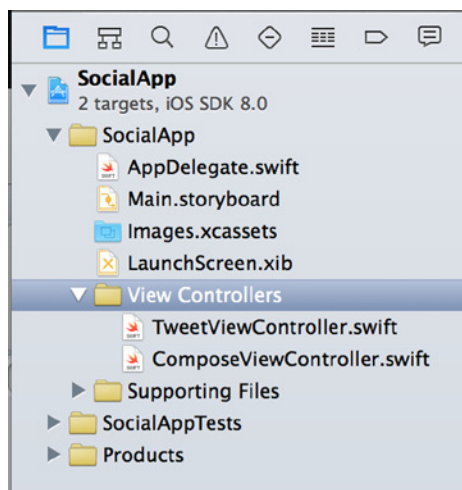 SocialApp
2 targets, iOS SDK 8.0
SocialApp
AppDelegate.swift
Main.storyboard
Images.xcassets
LaunchScreen.xib
View Controllers
TweetViewController.swift
ComposeViewController.swift
Supporting Files
SocialAppTests
Products